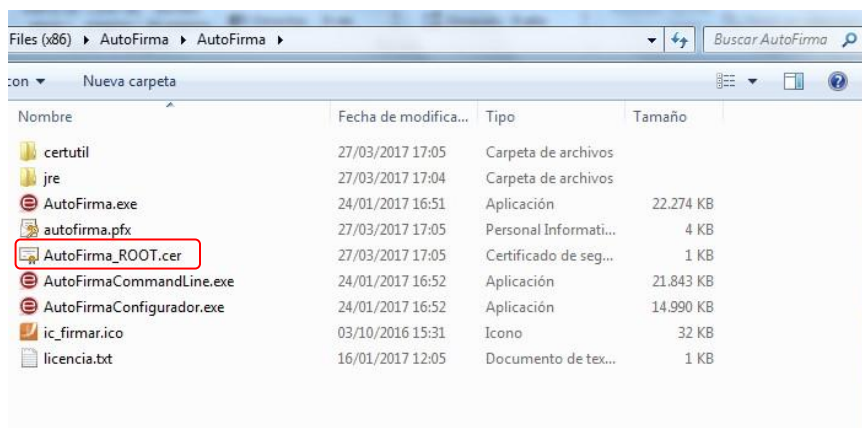 Files (x86) ▸ AutoFirma ▸ AutoFirma ▸ Buscar AutoFirma
Nueva carpeta
Nombre Fecha de modifica... Tipo Tamaño
certutil 27/03/2017 17:05 Carpeta de archivos
jre 27/03/2017 17:04 Carpeta de archivos
AutoFirma.exe 24/01/2017 16:51 Aplicación 22.274 KB
autofirma.pfx 27/03/2017 17:05 Personal Informati... 4 KB
AutoFirma_ROOT.cer 27/03/2017 17:05 Certificado de seg... 1 KB
AutoFirmaCommandLine.exe 24/01/2017 16:52 Aplicación 21.843 KB
AutoFirmaConfigurador.exe 24/01/2017 16:52 Aplicación 14.990 KB
ic_firmar.ico 03/10/2016 15:31 Icono 32 KB
licencia.txt 16/01/2017 12:05 Documento de tex... 1 KB